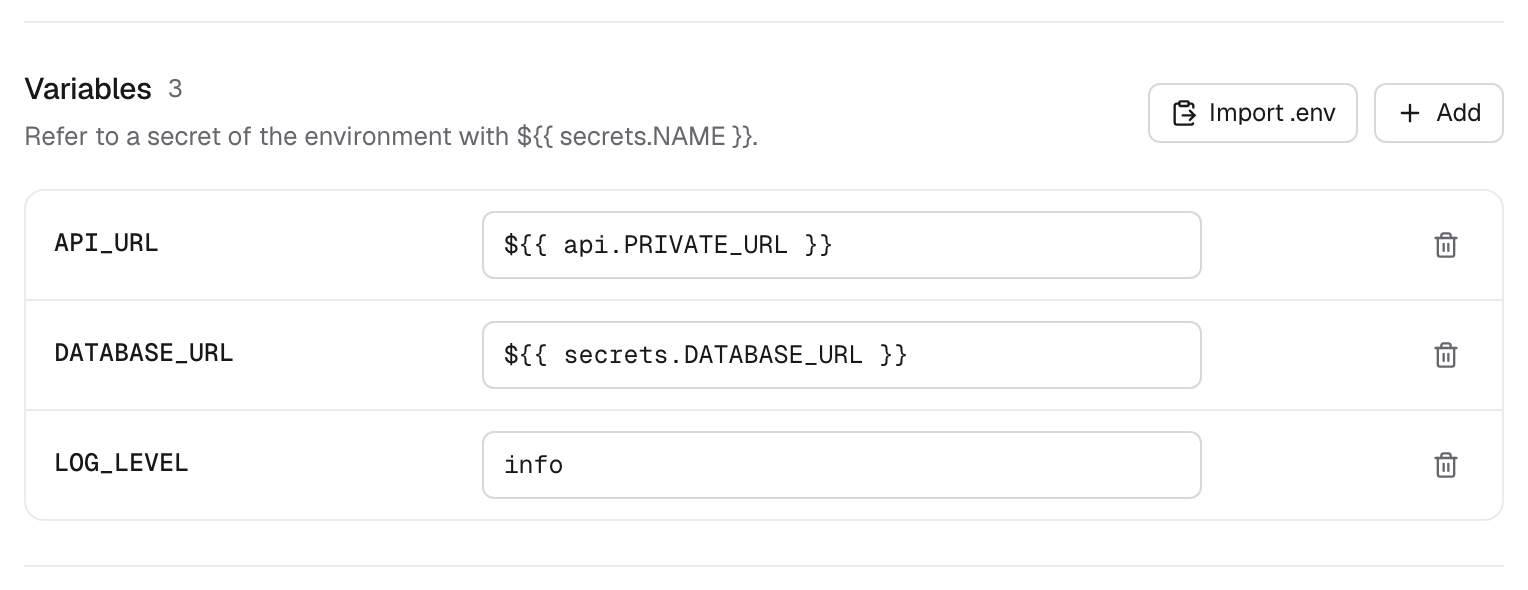 Variables 3
Refer to a secret of the environment with ${{ secrets.NAME }}.
Import .env
Add
API_URL ${{ api.PRIVATE_URL }}
DATABASE_URL ${{ secrets.DATABASE_URL }}
LOG_LEVEL info